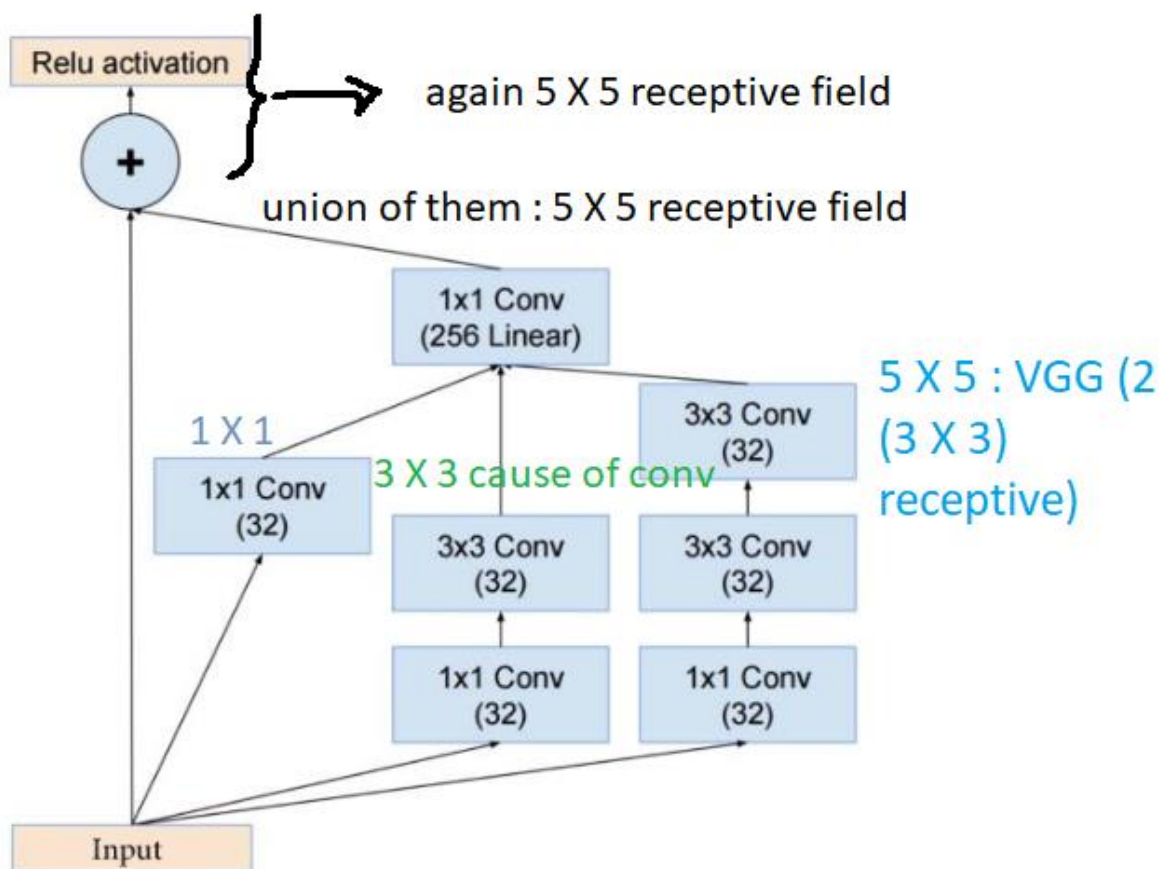 Relu activation
again 5 X 5 receptive field
+
union of them : 5 X 5 receptive field
1x1 Conv
(256 Linear)
5 X 5 : VGG (2
(3 X 3)
receptive)
3x3 Conv
(32)
1 X 1
3 X 3 cause of conv
1x1 Conv
(32)
3x3 Conv
(32)
3x3 Conv
(32)
1x1 Conv
(32)
1x1 Conv
(32)
Input